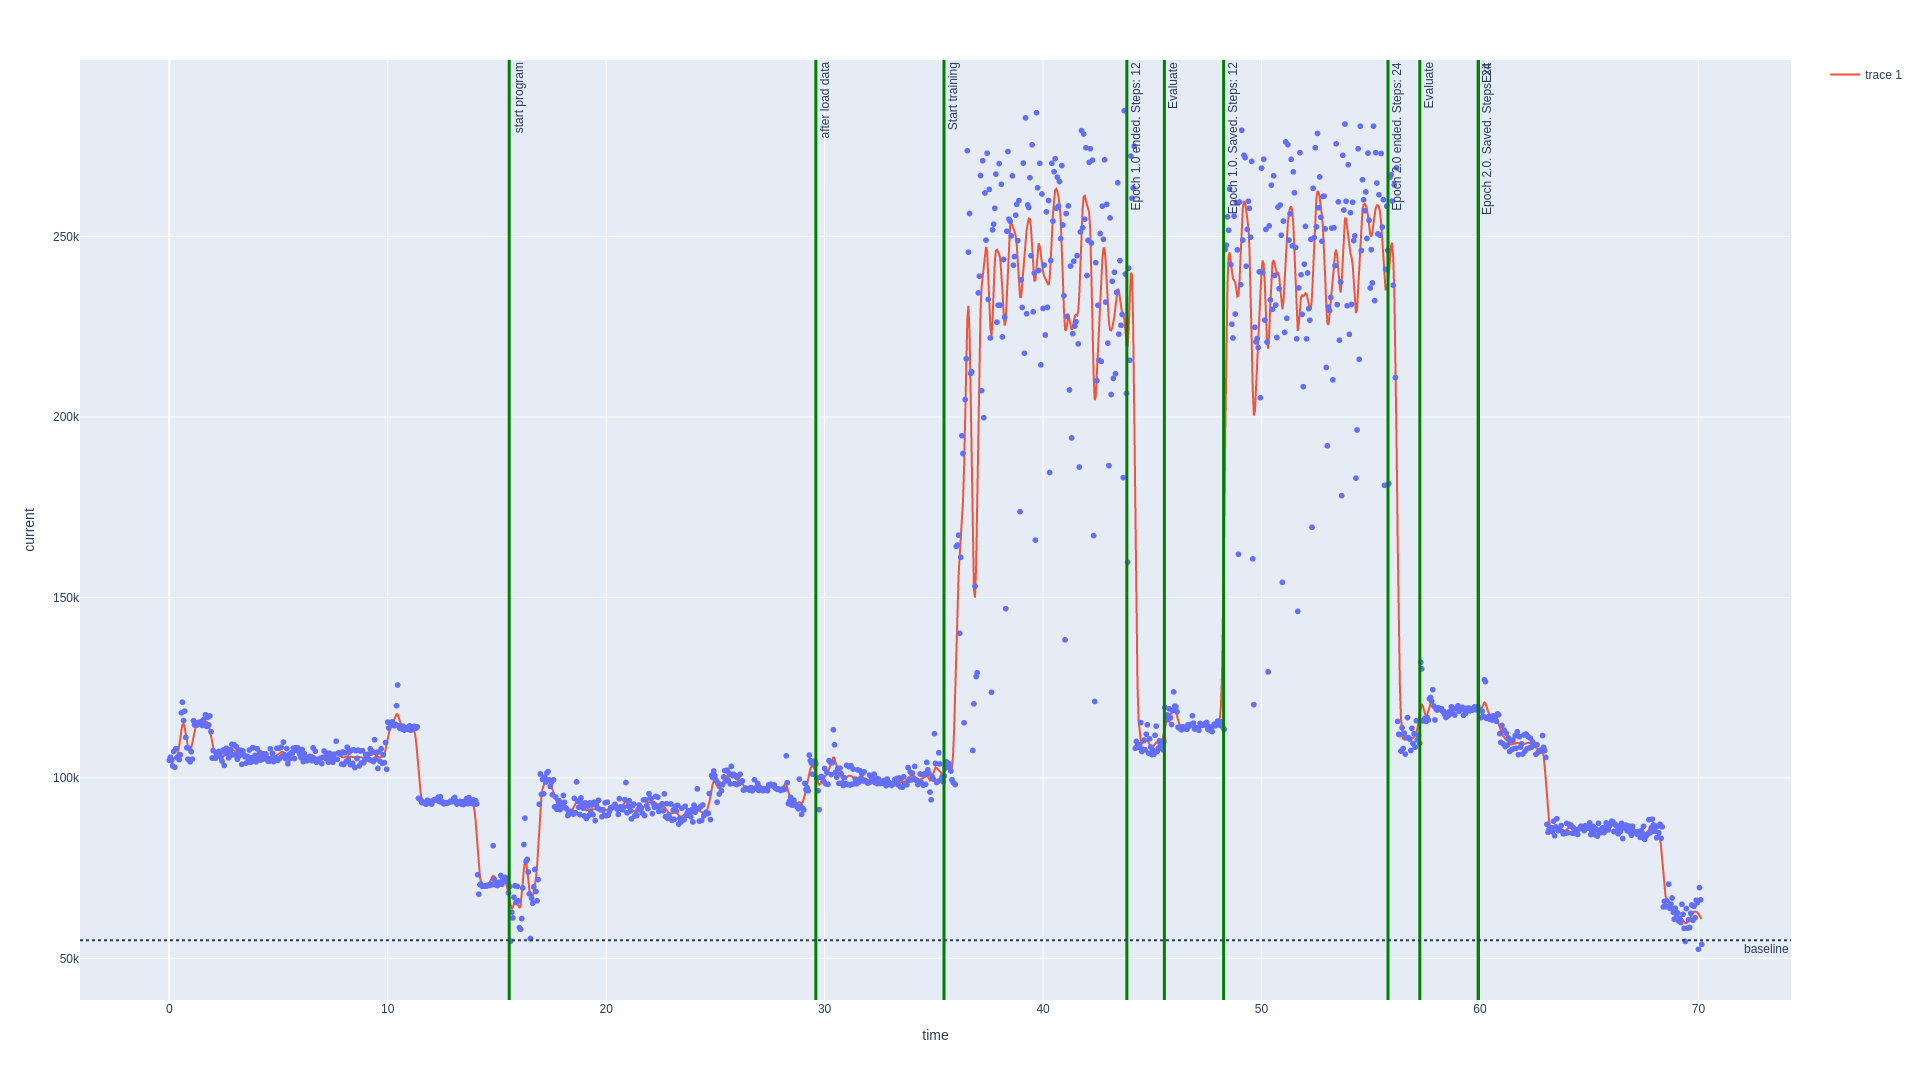 start program
after load data
Start training
Epoch 1.0 ended. Steps: 12
Evaluate
Epoch 1.0. Saved. Steps: 12
Epoch 2.0 ended. Steps: 24
Evaluate
Epoch 2.0. Saved. Steps: 24
trace 1
250k
200k
150k
100k
50k
current
baseline
0
10
20
30
40
50
60
70
time